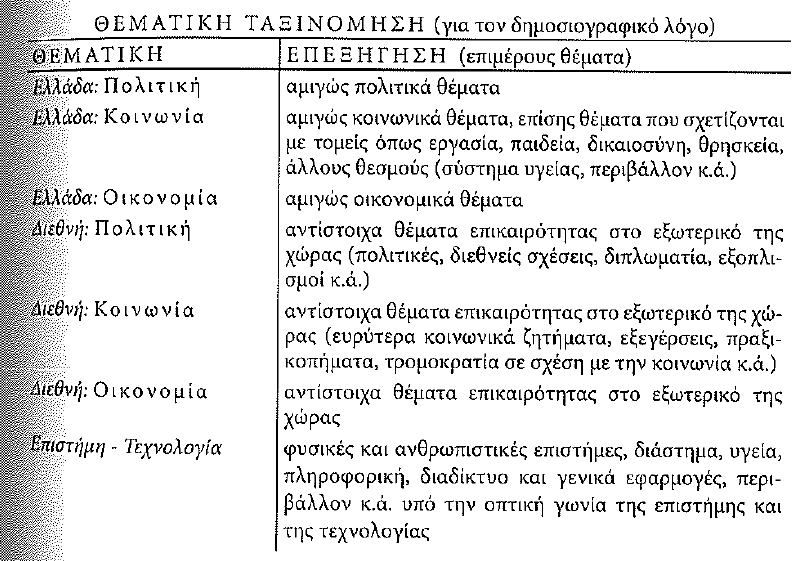 ΘΕΜΑΤΙΚΗ ΤΑΞΙΝΟΜΗΣΗ (για τον δημοσιογραφικό λόγο)
ΘΕΜΑΤΙΚΗ ΕΠΕΞΗΓΗΣΗ (επιμέρους θέματα)
Ελλάδα: Πολιτική αμιγώς πολιτικά θέματα
Ελλάδα: Κοινωνία αμιγώς κοινωνικά θέματα, επίσης θέματα που σχετίζονται
με τομείς όπως εργασία, παιδεία, δικαιοσύνη, θρησκεία,
άλλους θεσμούς (σύστημα υγείας, περιβάλλον κ.ά.)
Ελλάδα: Οικονομία αμιγώς οικονομικά θέματα
Διεθνή: Πολιτική αντίστοιχα θέματα επικαιρότητας στο εξωτερικό της
χώρας (πολιτικές, διεθνείς σχέσεις, διπλωματία, εξοπλι-
σμοί κ.ά.)
Διεθνή: Κοινωνία αντίστοιχα θέματα επικαιρότητας στο εξωτερικό της χώ-
ρας (ευρύτερα κοινωνικά ζητήματα, εξεγέρσεις, πραξι-
κοπήματα, τρομοκρατία σε σχέση με την κοινωνία κ.ά.)
Διεθνή: Οικονομία αντίστοιχα θέματα επικαιρότητας στο εξωτερικό της
χώρας
Επιστήμη - Τεχνολογία φυσικές και ανθρωπιστικές επιστήμες, διάστημα, υγεία,
πληροφορική, διαδίκτυο και γενικά εφαρμογές, περι-
βάλλον κ.ά. υπό την οπτική γωνία της επιστήμης και
της τεχνολογίας